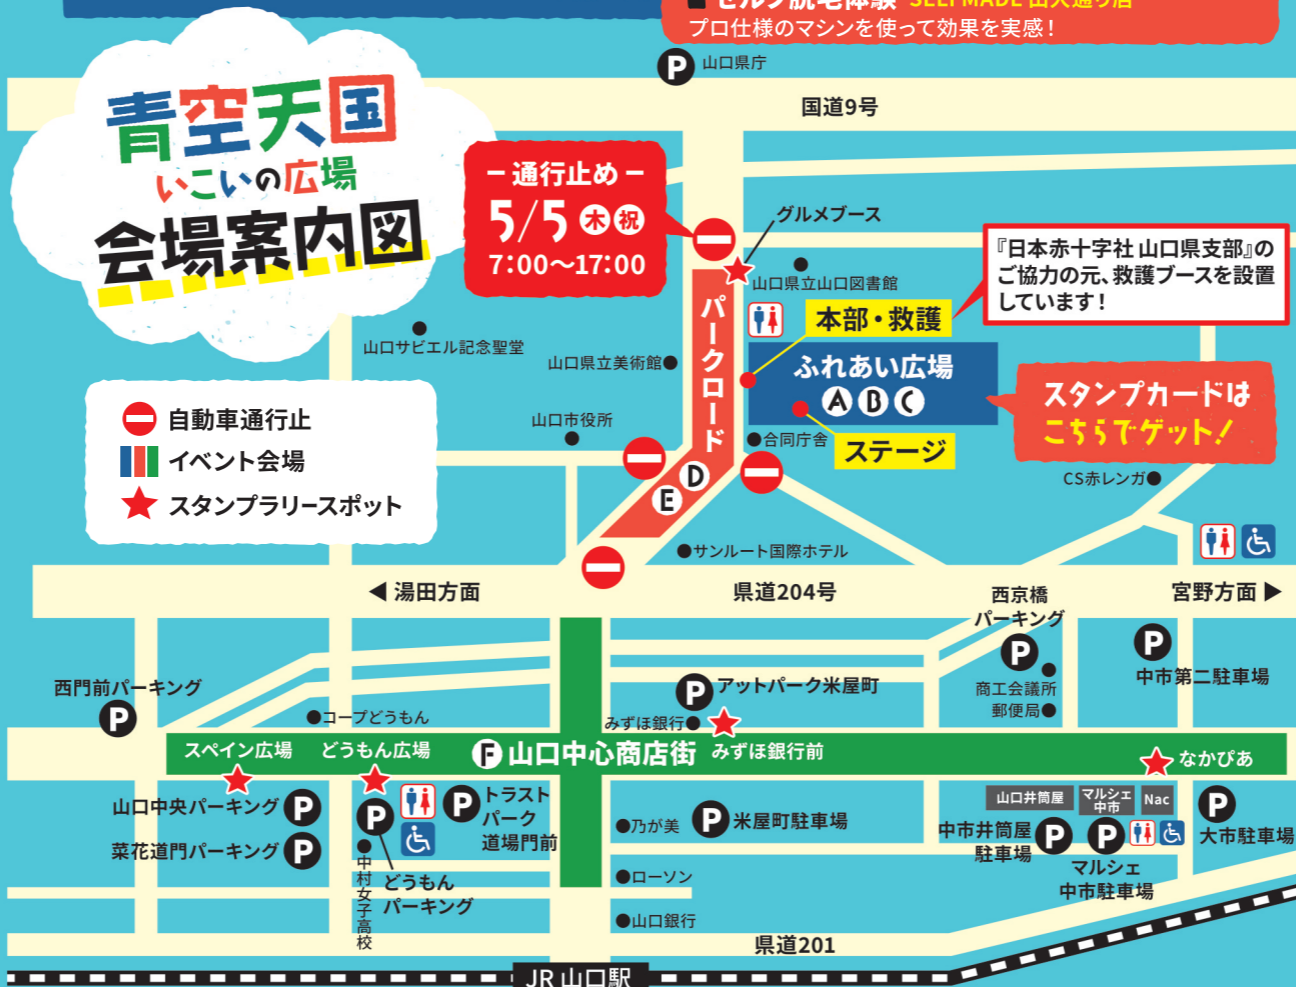 セルフ脱毛体験 SELF MADE 山大通り店
プロ仕様のマシンを使って効果を実感！
P 山口県庁
国道9号
青空天国
いこいの広場
会場案内図
ー通行止めー
5/5 木 祝
7:00〜17:00
グルメブース
山口県立山口図書館
『日本赤十字社 山口県支部』の
ご協力の元、救護ブースを設置
しています！
本部・救護
パークロード
山口サビエル記念聖堂
山口県立美術館
ふれあい広場
A B C
スタンプカードは
こちらでゲット！
山口市役所
合同庁舎
ステージ
自動車通行止
イベント会場
スタンプラリースポット
D
E
CS赤レンガ
サンルート国際ホテル
◀ 湯田方面
県道204号
宮野方面 ▶
西京橋
パーキング
P
P
中市第二駐車場
商工会議所
郵便局
西門前パーキング
P
P アットパーク米屋町
コープどうもん
みずほ銀行
スペイン広場
どうもん広場
F 山口中心商店街
みずほ銀行前
なかぴあ
山口中央パーキング P
菜花道門パーキング P
P
どうもん
パーキング
中村女子高校
P トラスト
パーク
道場門前
乃が美
P 米屋町駐車場
ローソン
山口銀行
山口井筒屋
マルシェ
中市
Nac
中市井筒屋
駐車場
P
P
マルシェ
中市駐車場
P
大市駐車場
県道201
JR 山口駅